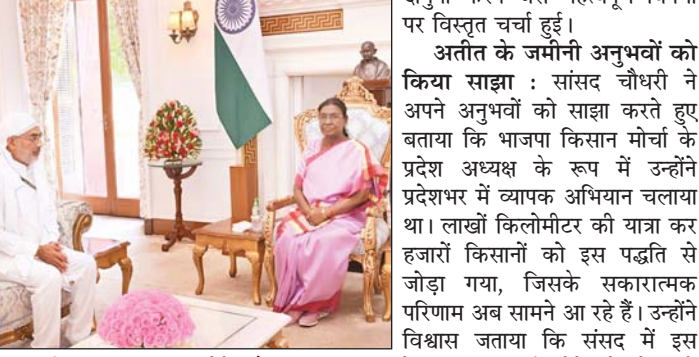 पर विस्तृत चर्चा हुई।
अतीत के जमीनी अनुभवों को
किया साझा : सांसद चौधरी ने
अपने अनुभवों को साझा करते हुए
बताया कि भाजपा किसान मोर्चा के
प्रदेश अध्यक्ष के रूप में उन्होंने
प्रदेशभर में व्यापक अभियान चलाया
था। लाखों किलोमीटर की यात्रा कर
हजारों किसानों को इस पद्धति से
जोड़ा गया, जिसके सकारात्मक
परिणाम अब सामने आ रहे हैं। उन्होंने
विश्वास जताया कि संसद में इस